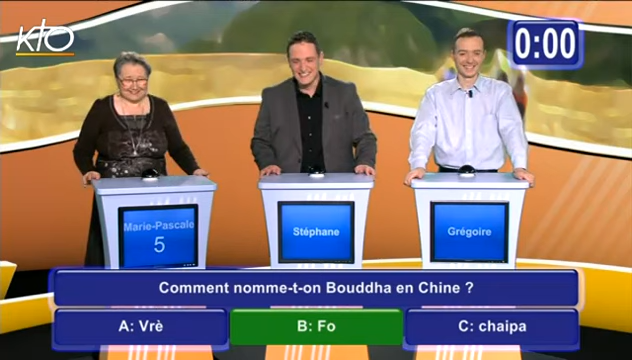 kto
0:00
Marie-Pascale
5
Stéphane
Grégoire
Comment nomme-t-on Bouddha en Chine ?
A: Vrè
B: Fo
C: chaipa